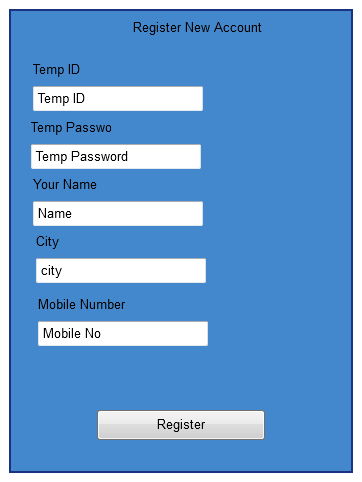 Register New Account
Temp ID
Temp ID
Temp Passwo
Temp Password
Your Name
Name
City
city
Mobile Number
Mobile No
Register